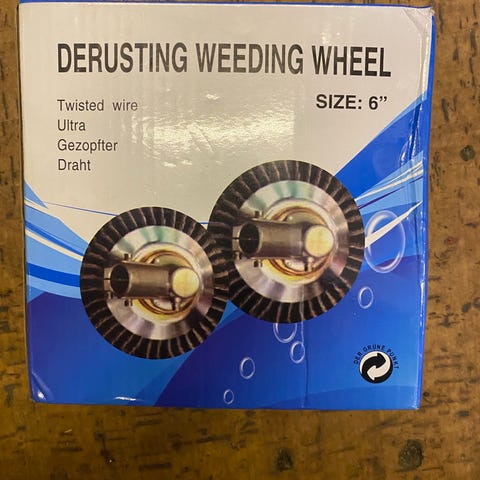 DERUSTING WEEDING WHEEL
SIZE: 6”
Twisted wire
Ultra
Gezopfter
Draht
DER GRÜNE PUNKT